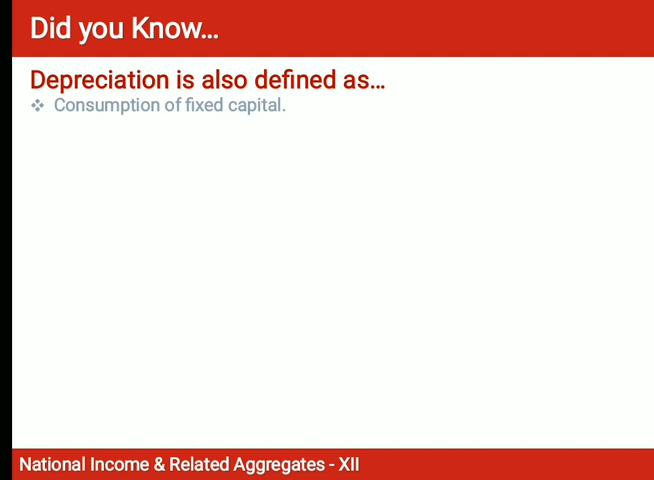 Did you Know...
Depreciation is also defined as...
❖ Consumption of fixed capital.
National Income & Related Aggregates - XII